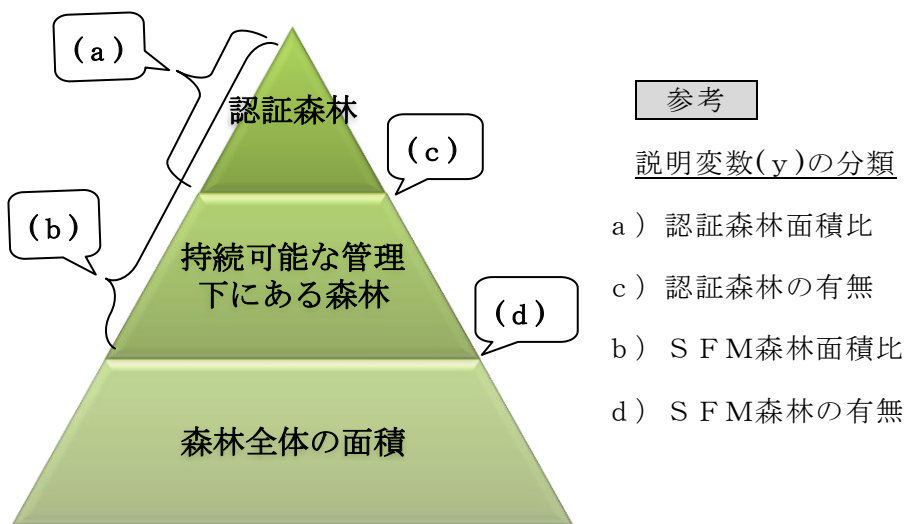 (a)
認証森林
(c)
(b)
持続可能な管理
下にある森林
(d)
森林全体の面積
参考
説明変数(y)の分類
a）認証森林面積比
c）認証森林の有無
b）ＳＦＭ森林面積比
d）ＳＦＭ森林の有無